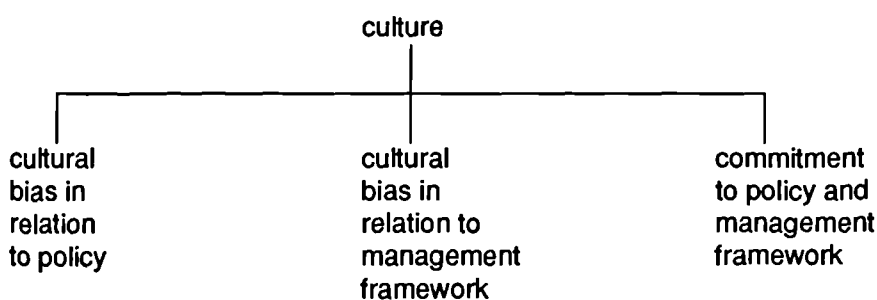 culture
cultural
bias in
relation
to policy
cultural
bias in
relation to
management
framework
commitment
to policy and
management
framework